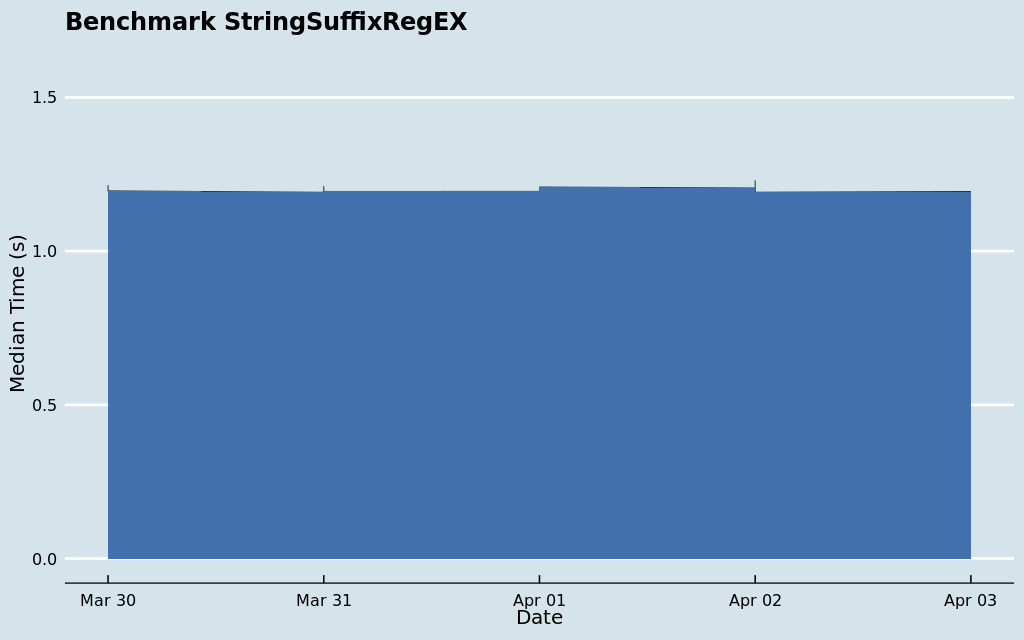 Benchmark StringSuffixRegEX
1.5
1.0
0.5
0.0
Median Time (s)
Mar 30
Mar 31
Apr 01
Apr 02
Apr 03
Date